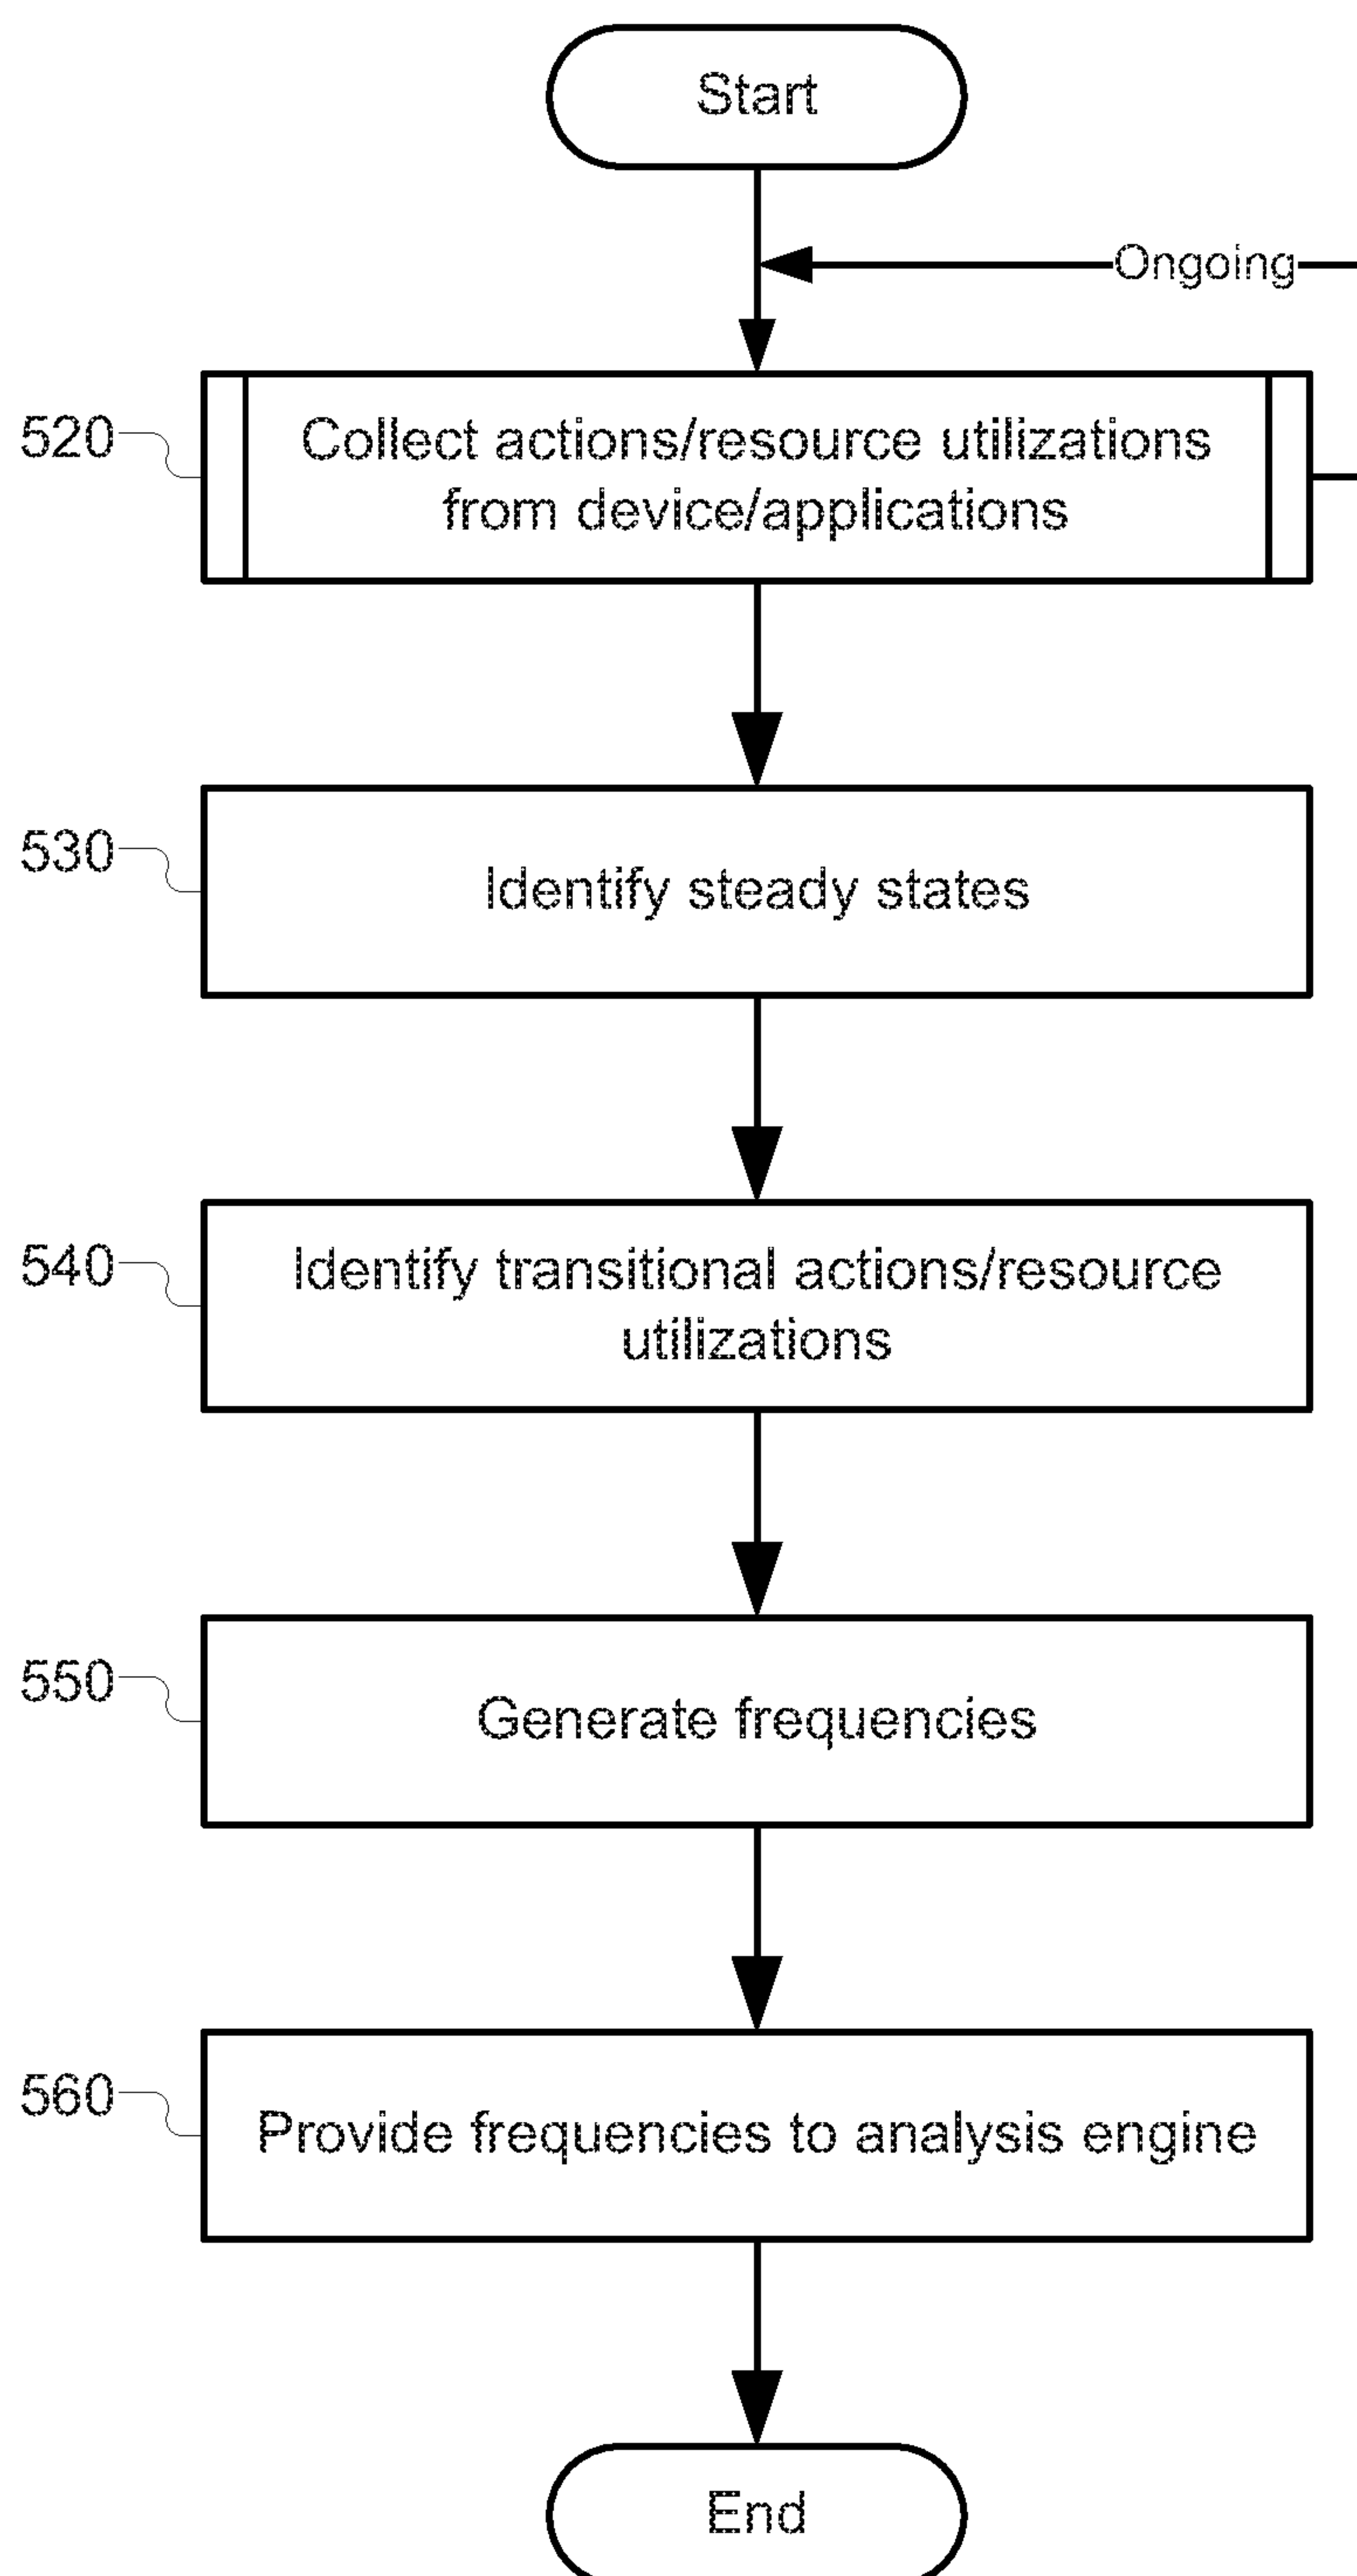 Start
Ongoing
520
Collect actions/resource utilizations
from device/applications
530
Identify steady states
540
Identify transitional actions/resource
utilizations
550
Generate frequencies
560
Provide frequencies to analysis engine
End